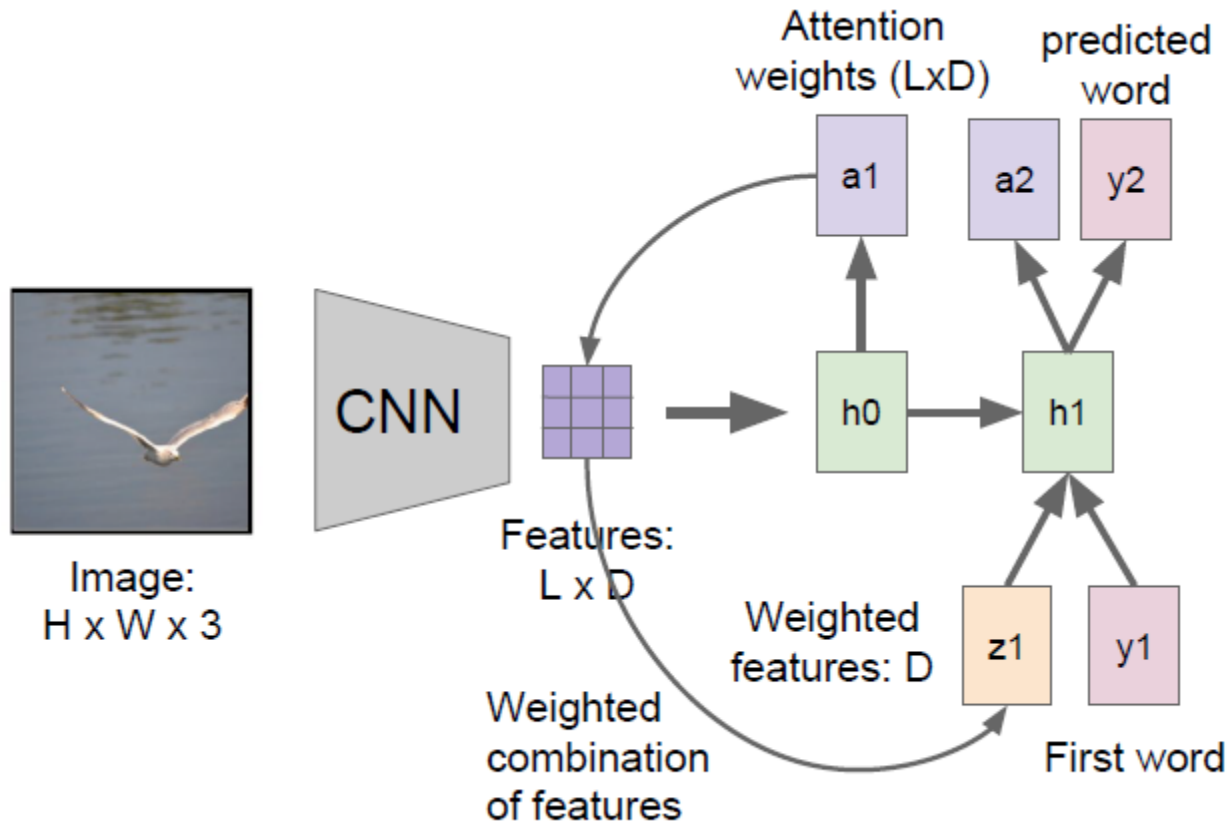 Attention
weights (LxD)
predicted
word
a1
a2
y2
CNN
h0
h1
Image:
H x W x 3
Features:
L x D
Weighted
features: D
z1
y1
Weighted
combination
of features
First word